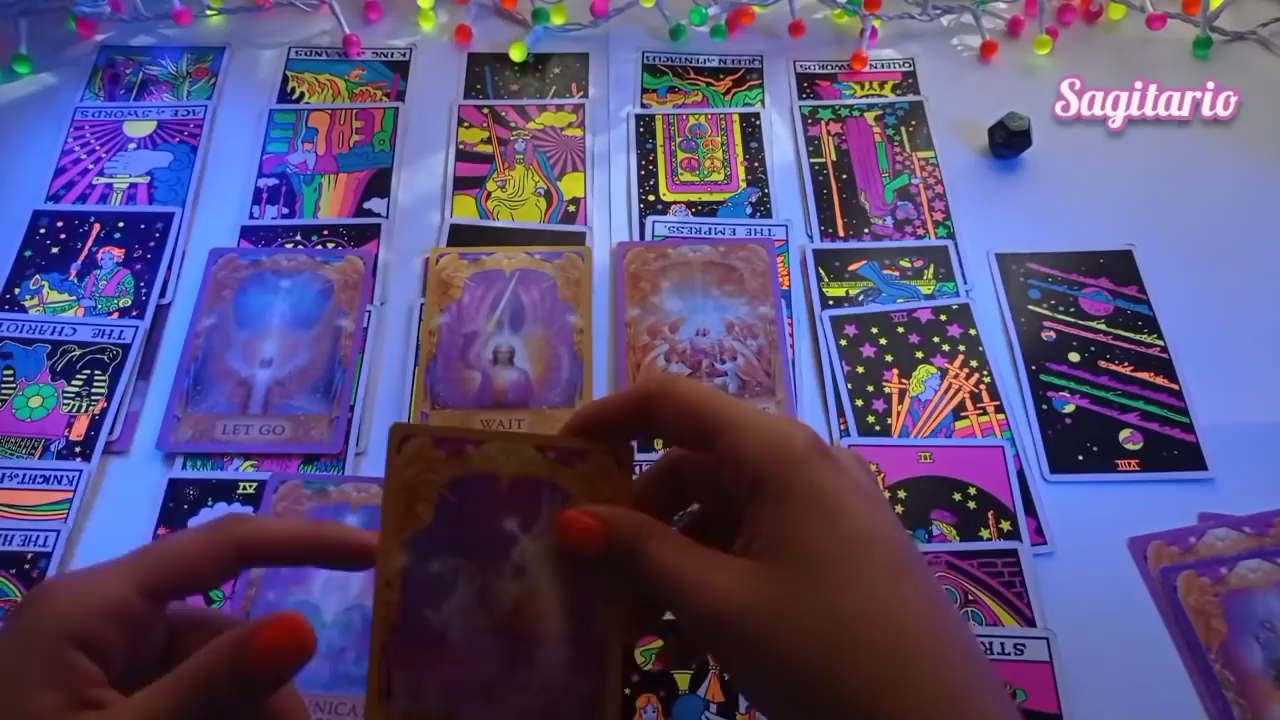 KING of WANDS
QUEEN of PENTACLES
QUEEN of SWORDS.
Sagitario
ACE of SWORDS.
THE EMPRESS.
THE CHARIOT
VII
LET GO
WAIT
VIII
II
IV
KNIGHT of